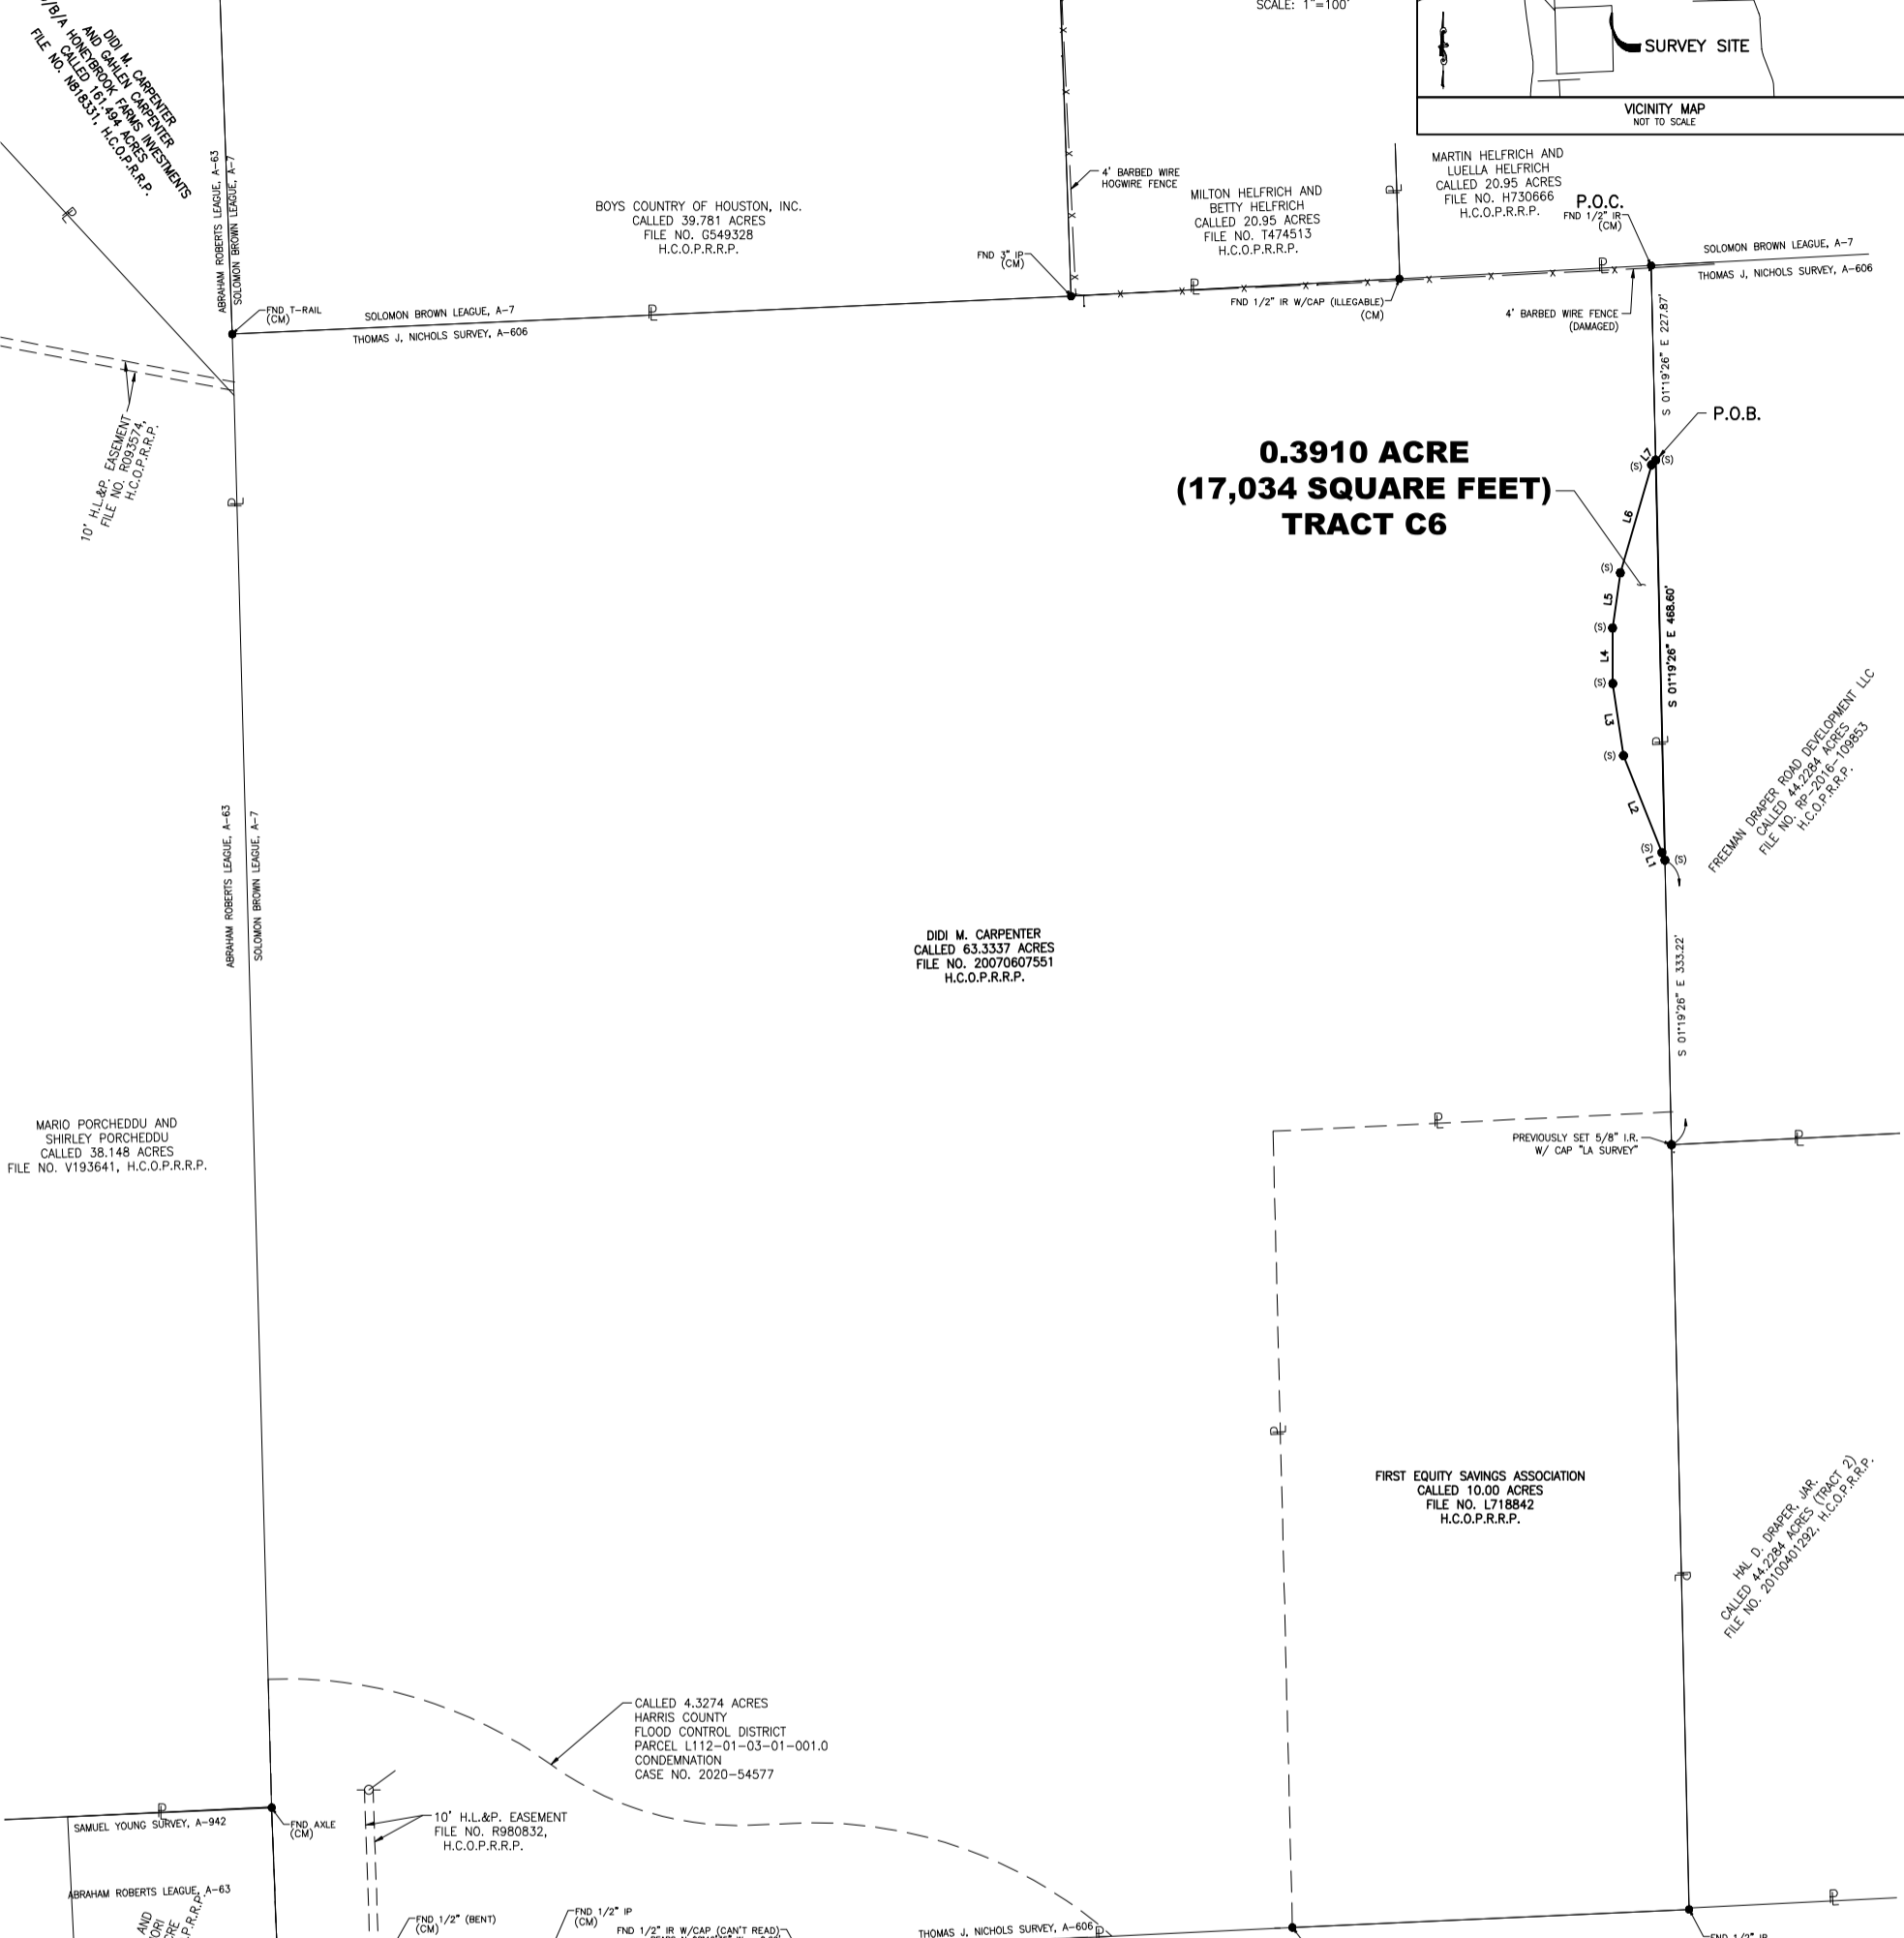 SCALE: 1"=100'
SURVEY SITE
VICINITY MAP
NOT TO SCALE
DIDI M. CARPENTER
AND GAHLEN CARPENTER
/B/A HONEYBROOK FARMS INVESTMENTS
CALLED 161.494 ACRES
FILE NO. N818331, H.C.O.P.R.R.P.
ABRAHAM ROBERTS LEAGUE, A-63
SOLOMON BROWN LEAGUE, A-7
BOYS COUNTRY OF HOUSTON, INC.
CALLED 39.781 ACRES
FILE NO. G549328
H.C.O.P.R.R.P.
4' BARBED WIRE
HOGWIRE FENCE
MILTON HELFRICH AND
BETTY HELFRICH
CALLED 20.95 ACRES
FILE NO. T474513
H.C.O.P.R.R.P.
MARTIN HELFRICH AND
LUELLA HELFRICH
CALLED 20.95 ACRES
FILE NO. H730666
H.C.O.P.R.R.P.
P.O.C.
FND 1/2" IR
(CM)
SOLOMON BROWN LEAGUE, A-7
THOMAS J. NICHOLS SURVEY, A-606
FND 3" IP
(CM)
FND 1/2" IR W/CAP (ILLEGABLE)
(CM)
4' BARBED WIRE FENCE
(DAMAGED)
FND T-RAIL
(CM)
SOLOMON BROWN LEAGUE, A-7
THOMAS J. NICHOLS SURVEY, A-606
S 01°19'26" E 227.87'
10' H.L.&P. EASEMENT
FILE NO. R093574,
H.C.O.P.R.R.P.
P.O.B.
0.3910 ACRE
(17,034 SQUARE FEET)
TRACT C6
L7
(S)
(S)
L6
(S)
L5
(S)
L4
(S)
L3
(S)
L2
(S)
L1
(S)
S 01°19'26" E 468.60'
FREEMAN DRAPER ROAD DEVELOPMENT LLC
CALLED 44.2284 ACRES
FILE NO. RP-2016-109853
H.C.O.P.R.R.P.
ABRAHAM ROBERTS LEAGUE, A-63
SOLOMON BROWN LEAGUE, A-7
DIDI M. CARPENTER
CALLED 63.3337 ACRES
FILE NO. 20070607551
H.C.O.P.R.R.P.
S 01°19'26" E 333.22'
MARIO PORCHEDDU AND
SHIRLEY PORCHEDDU
CALLED 38.148 ACRES
FILE NO. V193641, H.C.O.P.R.R.P.
PREVIOUSLY SET 5/8" I.R.
W/ CAP "LA SURVEY"
FIRST EQUITY SAVINGS ASSOCIATION
CALLED 10.00 ACRES
FILE NO. L718842
H.C.O.P.R.R.P.
HAL D. DRAPER, JAR.
CALLED 44.2284 ACRES (TRACT 2)
FILE NO. 20100401292, H.C.O.P.R.R.P.
CALLED 4.3274 ACRES
HARRIS COUNTY
FLOOD CONTROL DISTRICT
PARCEL L112-01-03-01-001.0
CONDEMNATION
CASE NO. 2020-54577
SAMUEL YOUNG SURVEY, A-942
FND AXLE
(CM)
10' H.L.&P. EASEMENT
FILE NO. R980832,
H.C.O.P.R.R.P.
ABRAHAM ROBERTS LEAGUE, A-63
AND
FND 1/2" (BENT)
(CM)
FND 1/2" IP
(CM)
FND 1/2" IR W/CAP (CAN'T READ)
THOMAS J. NICHOLS SURVEY, A-606
FND 1/2" IP